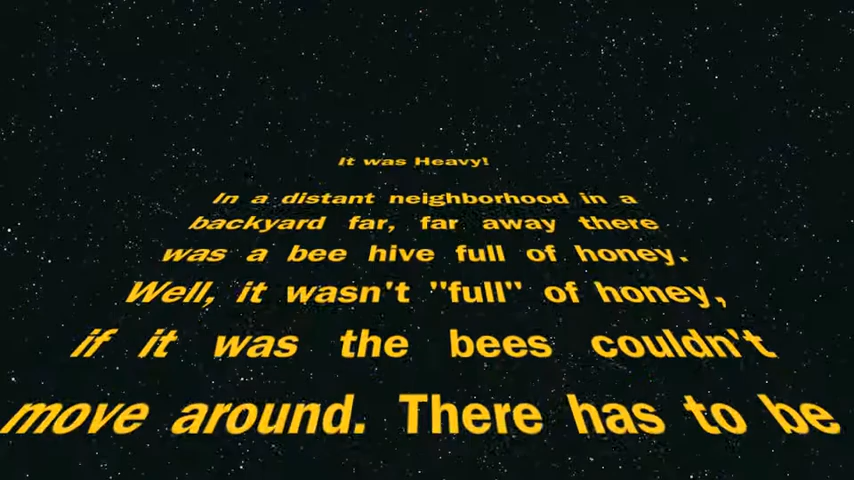 It was Heavy!
In a distant neighborhood in a
backyard far, far away there
was a bee hive full of honey.
Well, it wasn't "full" of honey,
if it was the bees couldn't
move around. There has to be